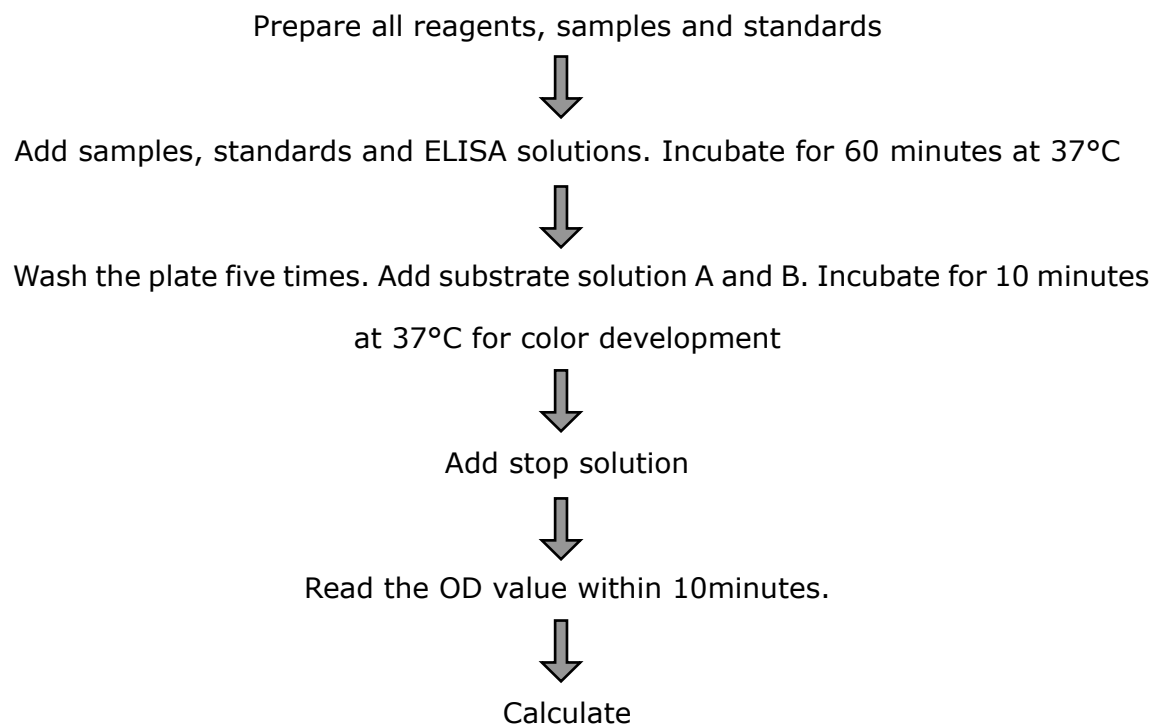 Prepare all reagents, samples and standards
Add samples, standards and ELISA solutions. Incubate for 60 minutes at 37°C
Wash the plate five times. Add substrate solution A and B. Incubate for 10 minutes
at 37°C for color development
Add stop solution
Read the OD value within 10minutes.
Calculate